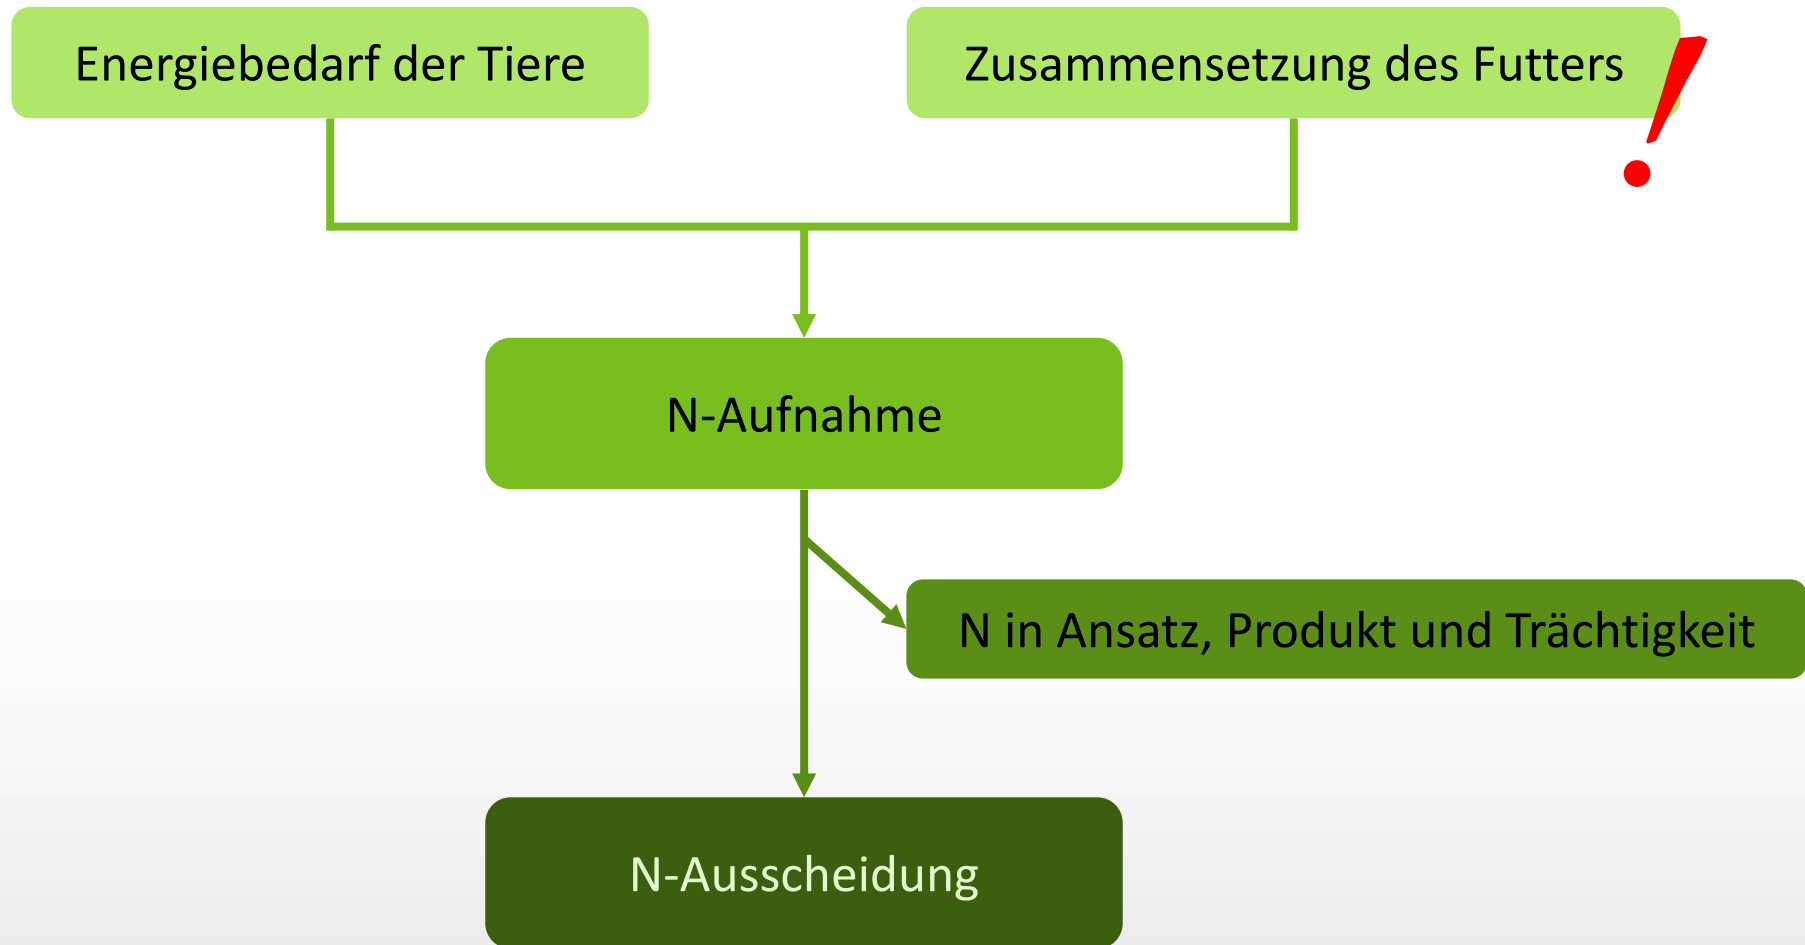 Energiebedarf der Tiere
Zusammensetzung des Futters
!
N-Aufnahme
N in Ansatz, Produkt und Trächtigkeit
N-Ausscheidung